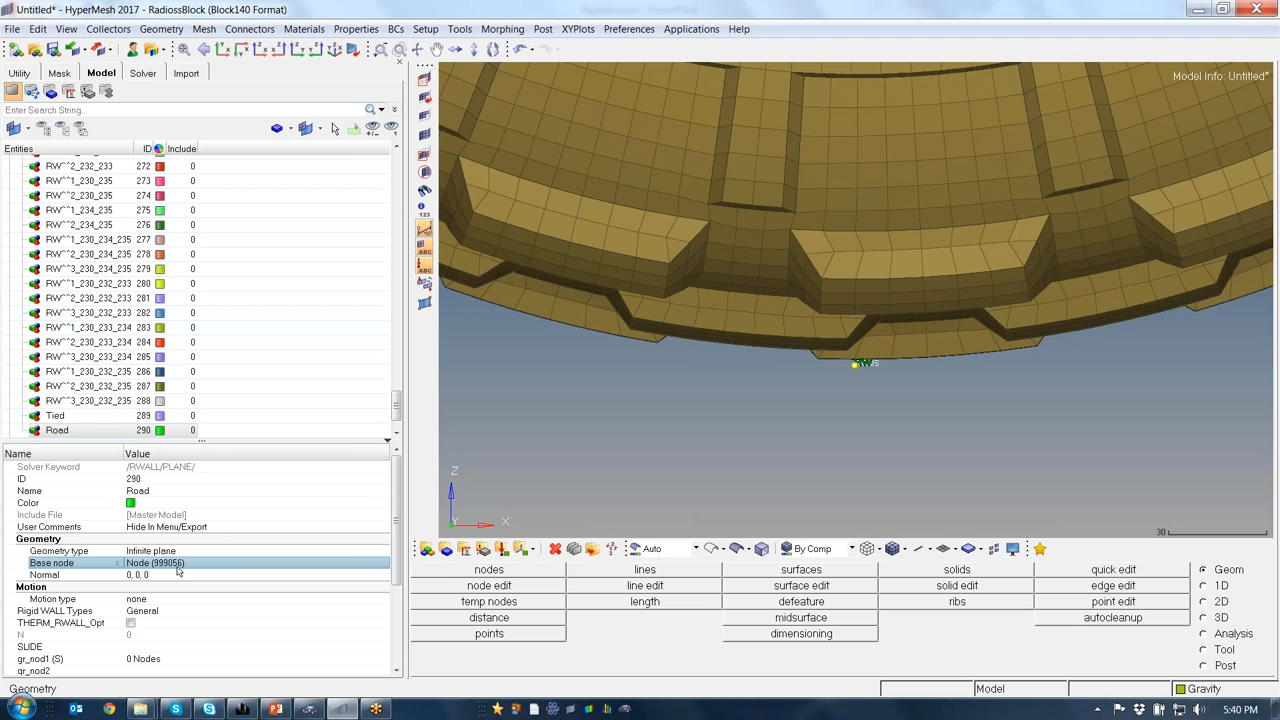 Untitled* - HyperMesh 2017 - RadiossBlock (Block140 Format)
File Edit View Collectors Geometry Mesh Connectors Materials Properties BCs Setup Tools Morphing Post XYPlots Preferences Applications Help
Utility Mask Model Solver Import
Model Info: Untitled*
Enter Search String...
Entities ID Include
RW^^2_232_233 272 0
RW^^1_230_235 273 0
RW^^2_230_235 274 0
RW^^1_234_235 275 0
RW^^2_234_235 276 0
RW^^1_230_234_235 277 0
RW^^2_230_234_235 278 0
RW^^3_230_234_235 279 0
RW^^1_230_232_233 280 0
RW^^2_230_232_233 281 0
RW^^3_230_232_233 282 0
RW^^1_230_233_234 283 0
RW^^2_230_233_234 284 0
RW^^3_230_233_234 285 0
RW^^1_230_232_235 286 0
RW^^2_230_232_235 287 0
RW^^3_230_232_235 288 0
Tied 289 0
Road 290 0
123
ABC
ABC
Z
Y
X
30
Name Value
Solver Keyword /RWALL/PLANE/
ID 290
Name Road
Color
Include File [Master Model]
User Comments Hide In Menu/Export
Geometry
Geometry type Infinite plane
Base node Node (999056)
Normal 0, 0, 0
Motion
Motion type none
Rigid WALL Types General
THERM_RWALL_Opt
N 0
SLIDE
gr_nod1 (S) 0 Nodes
gr_nod2
Auto By Comp
nodes lines surfaces solids quick edit Geom
node edit line edit surface edit solid edit edge edit 1D
temp nodes length defeature ribs point edit 2D
distance midsurface autocleanup 3D
points dimensioning Analysis
Tool
Post
Geometry Model Gravity
5:40 PM